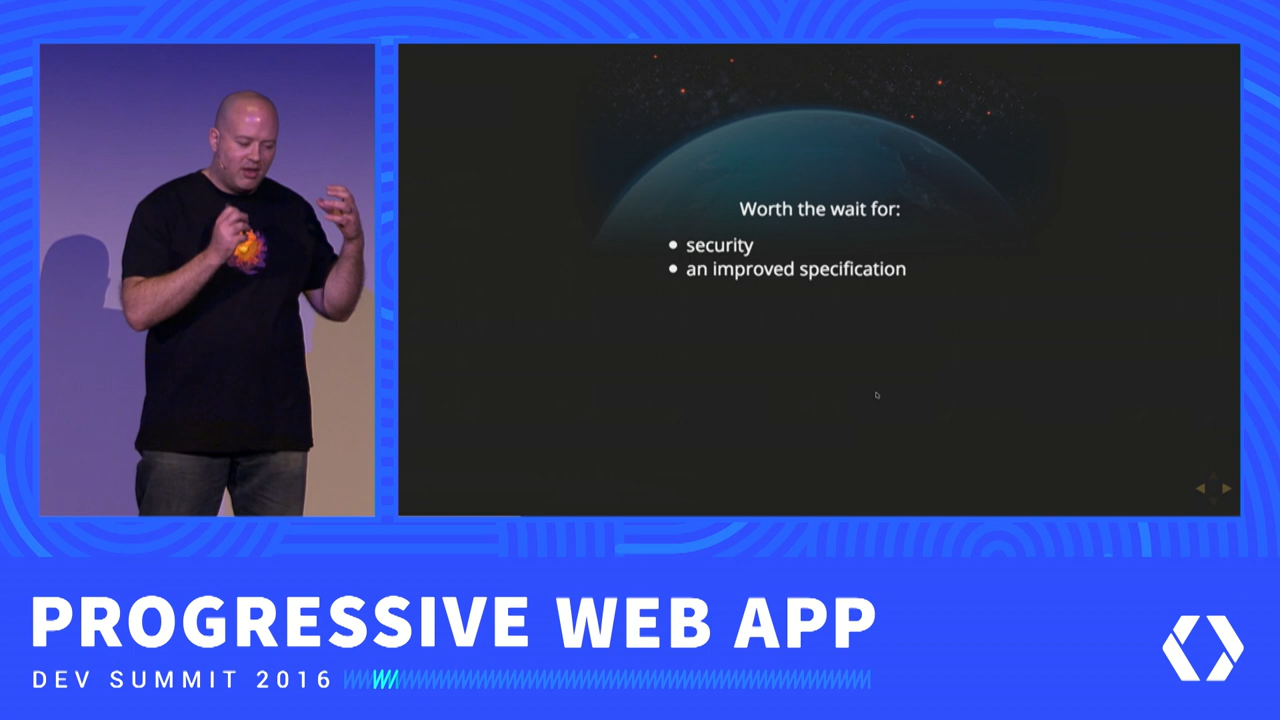 Worth the wait for:
security
an improved specification
PROGRESSIVE WEB APP
DEV SUMMIT 2016